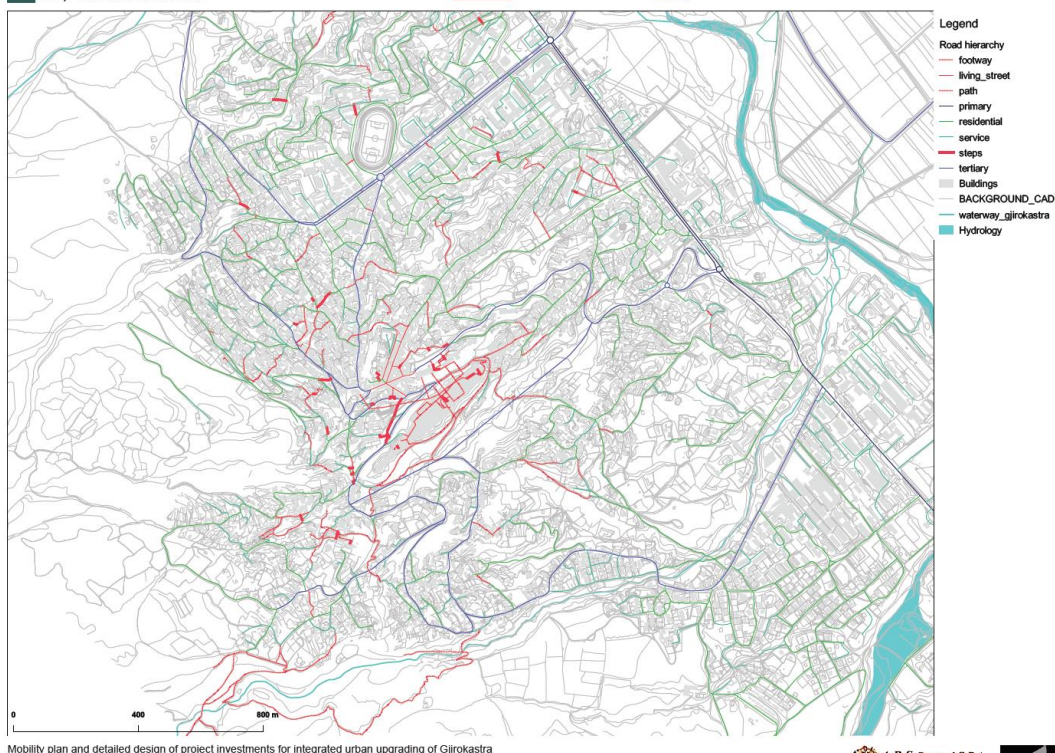 Legend
Road hierarchy
footway
living_street
path
primary
residential
service
steps
tertiary
Buildings
BACKGROUND_CAD
waterway_gjirokastra
Hydrology
0 400 800 m
Mobility plan and detailed design of project investments for integrated urban upgrading of Gjirokastra